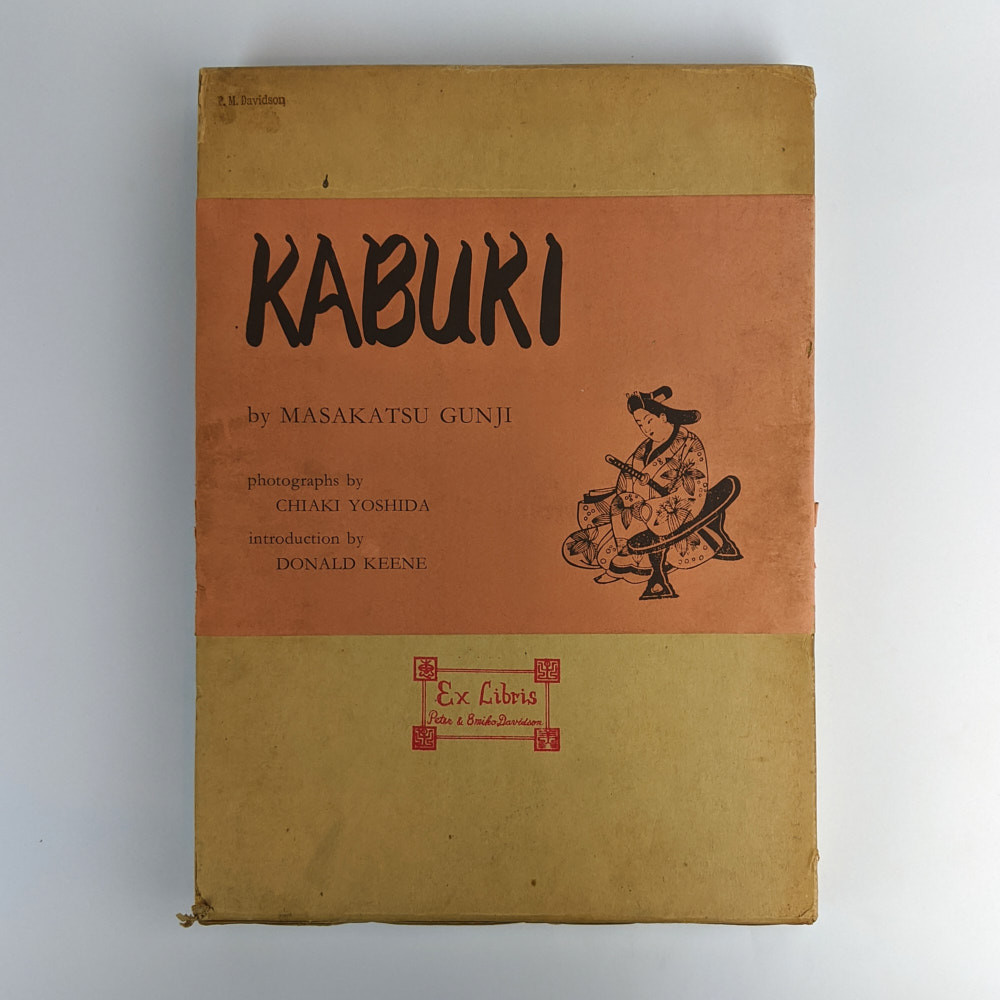 P. M. Davidson
KABUKI
by MASAKATSU GUNJI
photographs by
CHIAKI YOSHIDA
introduction by
DONALD KEENE
Ex Libris
Peter & Emiko Davidson